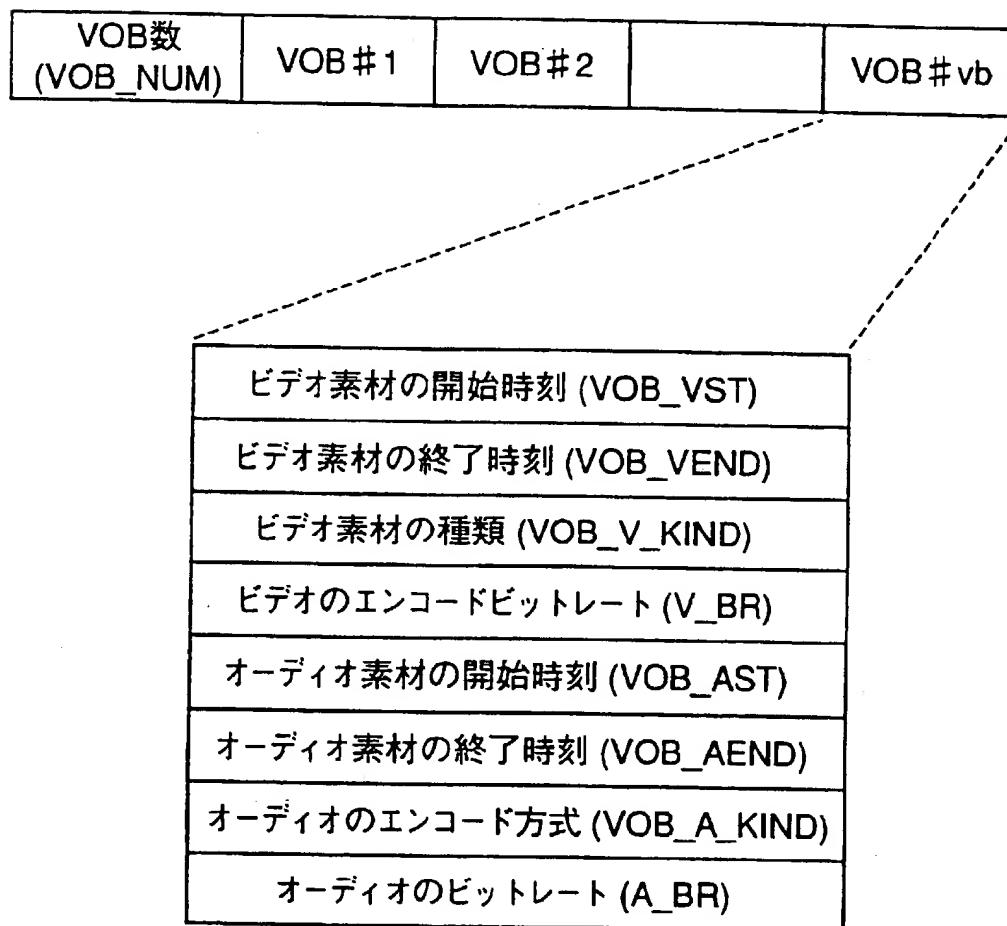 VOB数
(VOB_NUM)
VOB#1
VOB#2
VOB#vb
ビデオ素材の開始時刻 (VOB_VST)
ビデオ素材の終了時刻 (VOB_VEND)
ビデオ素材の種類 (VOB_V_KIND)
ビデオのエンコードビットレート (V_BR)
オーディオ素材の開始時刻 (VOB_AST)
オーディオ素材の終了時刻 (VOB_AEND)
オーディオのエンコード方式 (VOB_A_KIND)
オーディオのビットレート (A_BR)